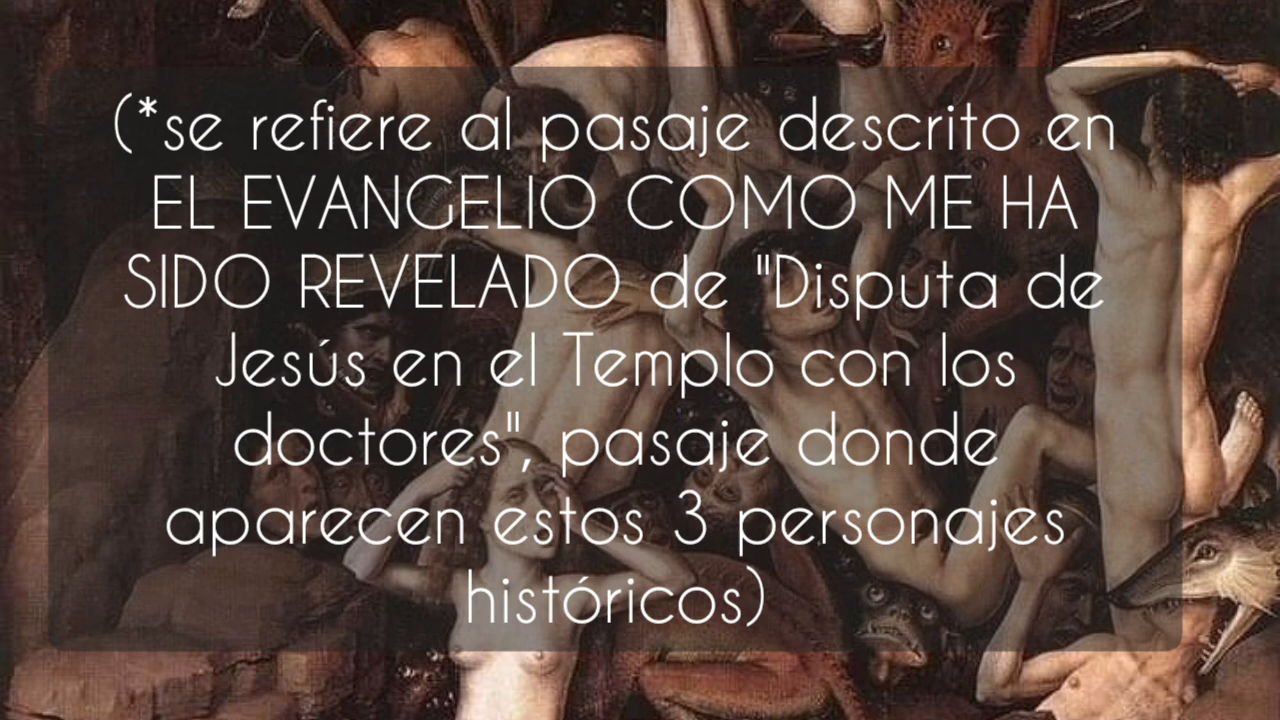 (*se refiere al pasaje descrito en
EL EVANGELIO COMO ME HA
SIDO REVELADO de "Disputa de
Jesús en el Templo con los
doctores", pasaje donde
aparecen estos 3 personajes
históricos)